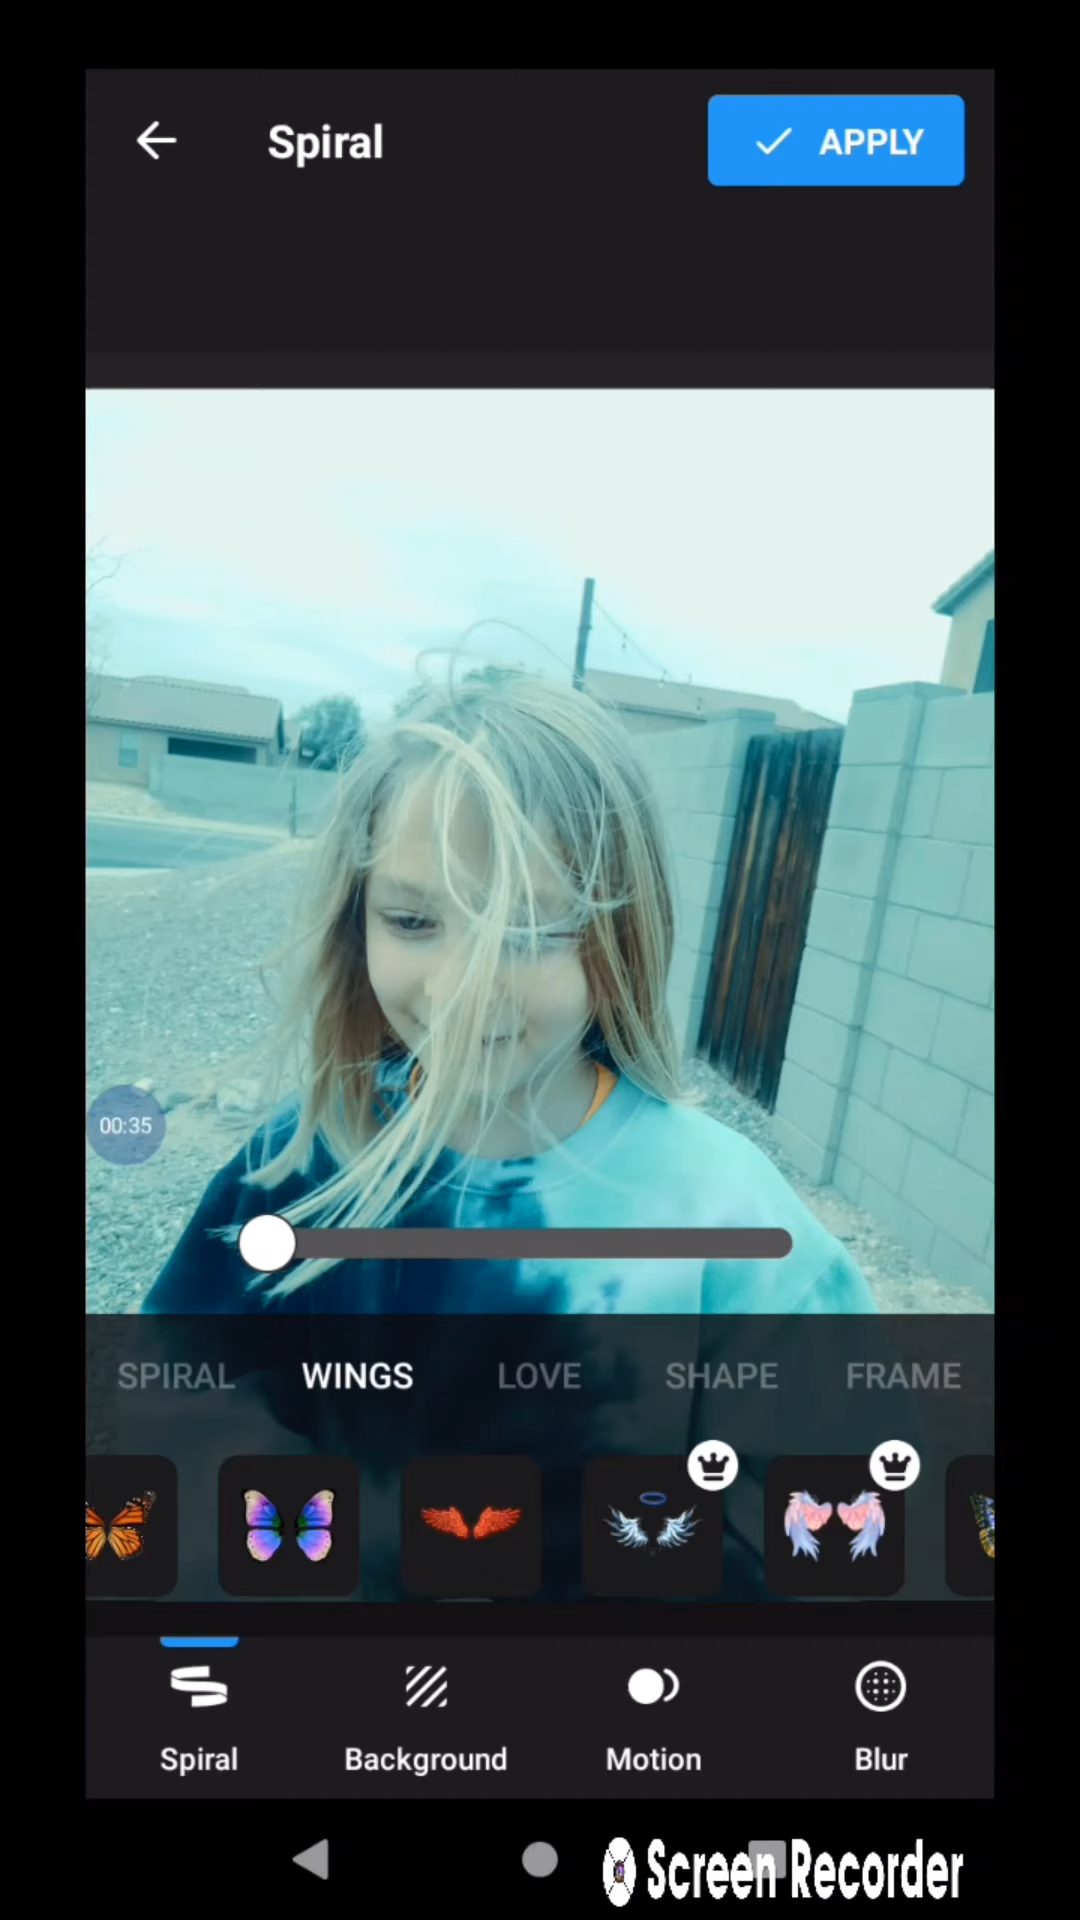 Spiral
APPLY
00:35
SPIRAL WINGS LOVE SHAPE FRAME
Spiral Background Motion Blur
Screen Recorder